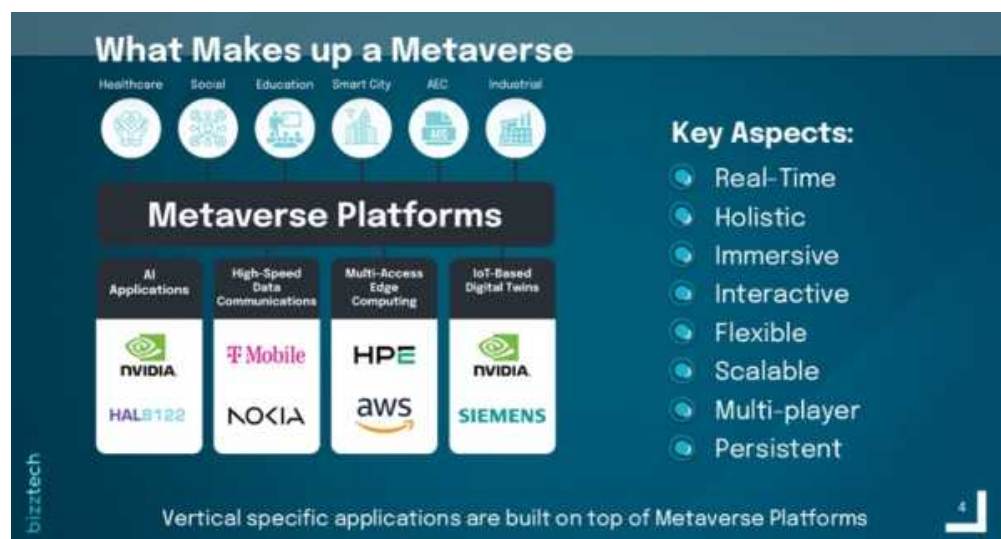 What Makes up a Metaverse
Healthcare Social Education Smart City AEC Industrial
AEC
Metaverse Platforms
AI
Applications
High-Speed
Data
Communications
Multi-Access
Edge
Computing
IoT-Based
Digital Twins
NVIDIA
HAL8122
T Mobile
NOKIA
HPE
aws
NVIDIA
SIEMENS
Key Aspects:
Real-Time
Holistic
Immersive
Interactive
Flexible
Scalable
Multi-player
Persistent
bizztech
Vertical specific applications are built on top of Metaverse Platforms
4